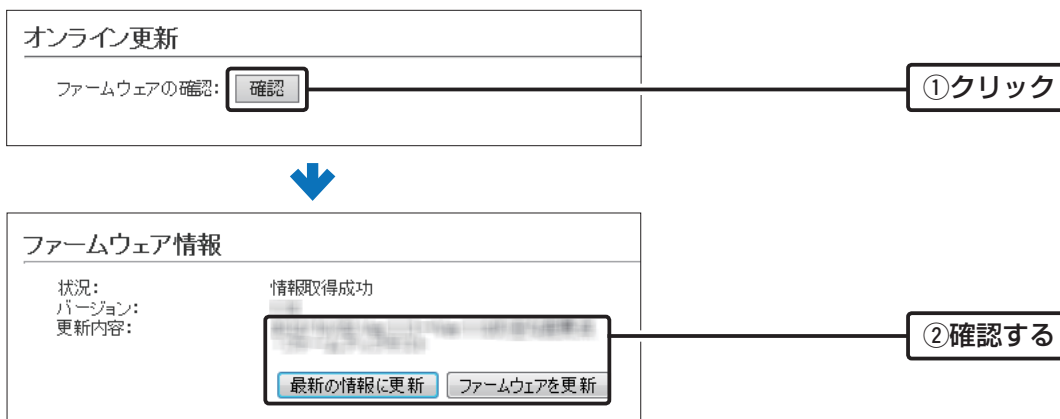 オンライン更新
ファームウェアの確認: 確認
①クリック
ファームウェア情報
状況: 情報取得成功
バージョン:
更新内容:
②確認する
最新の情報に更新 ファームウェアを更新